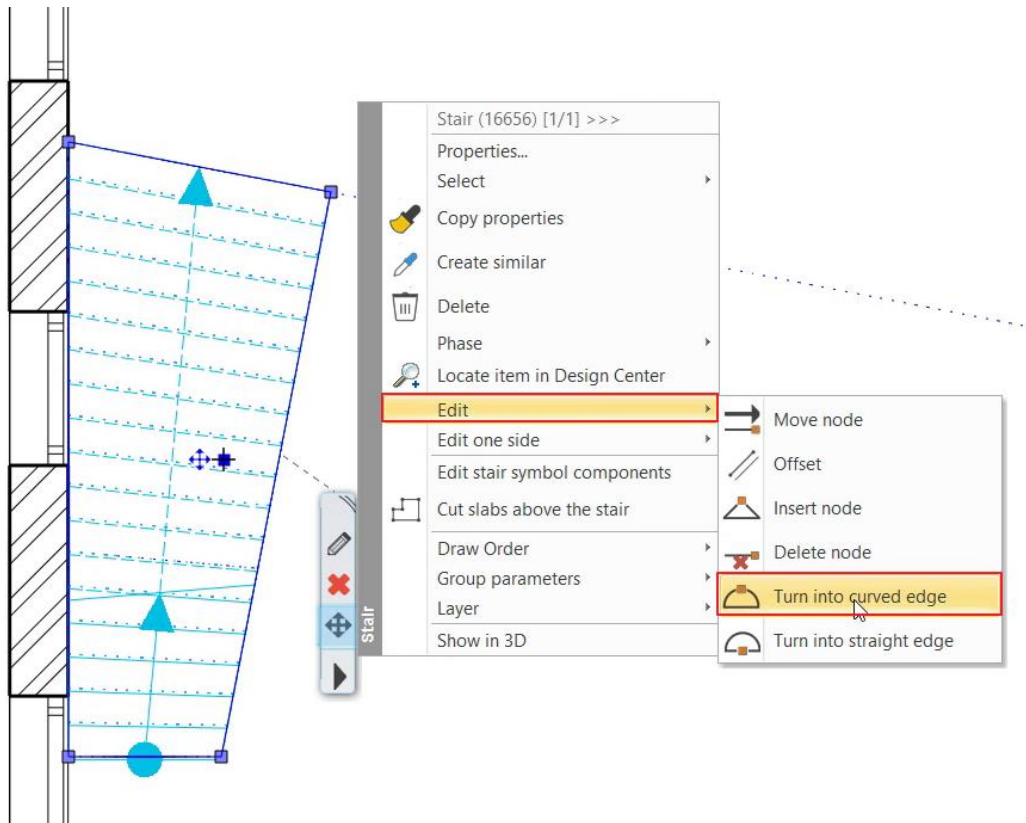 Stair (16656) [1/1] >>>
Properties...
Select
Copy properties
Create similar
Delete
Phase
Locate item in Design Center
Edit
Edit one side
Edit stair symbol components
Cut slabs above the stair
Draw Order
Group parameters
Layer
Show in 3D
Stair
Move node
Offset
Insert node
Delete node
Turn into curved edge
Turn into straight edge